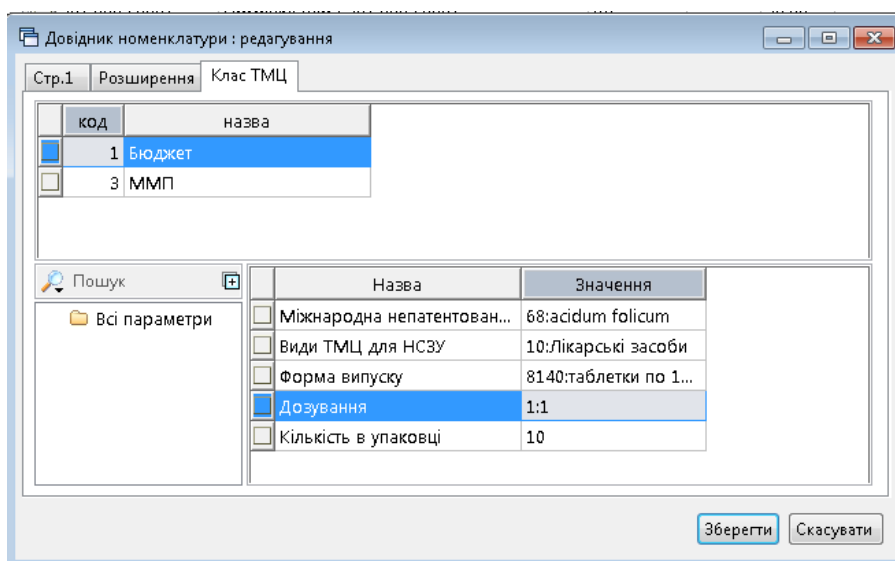 Довідник номенклатури : редагування
Стр.1 Розширення Клас ТМЦ
код назва
1 Бюджет
3 ММП
Пошук
Всі параметри
Назва Значення
Міжнародна непатентован... 68:acidum folicum
Види ТМЦ для НСЗУ 10:Лікарські засоби
Форма випуску 8140:таблетки по 1...
Дозування 1:1
Кількість в упаковці 10
Зберегти Скасувати